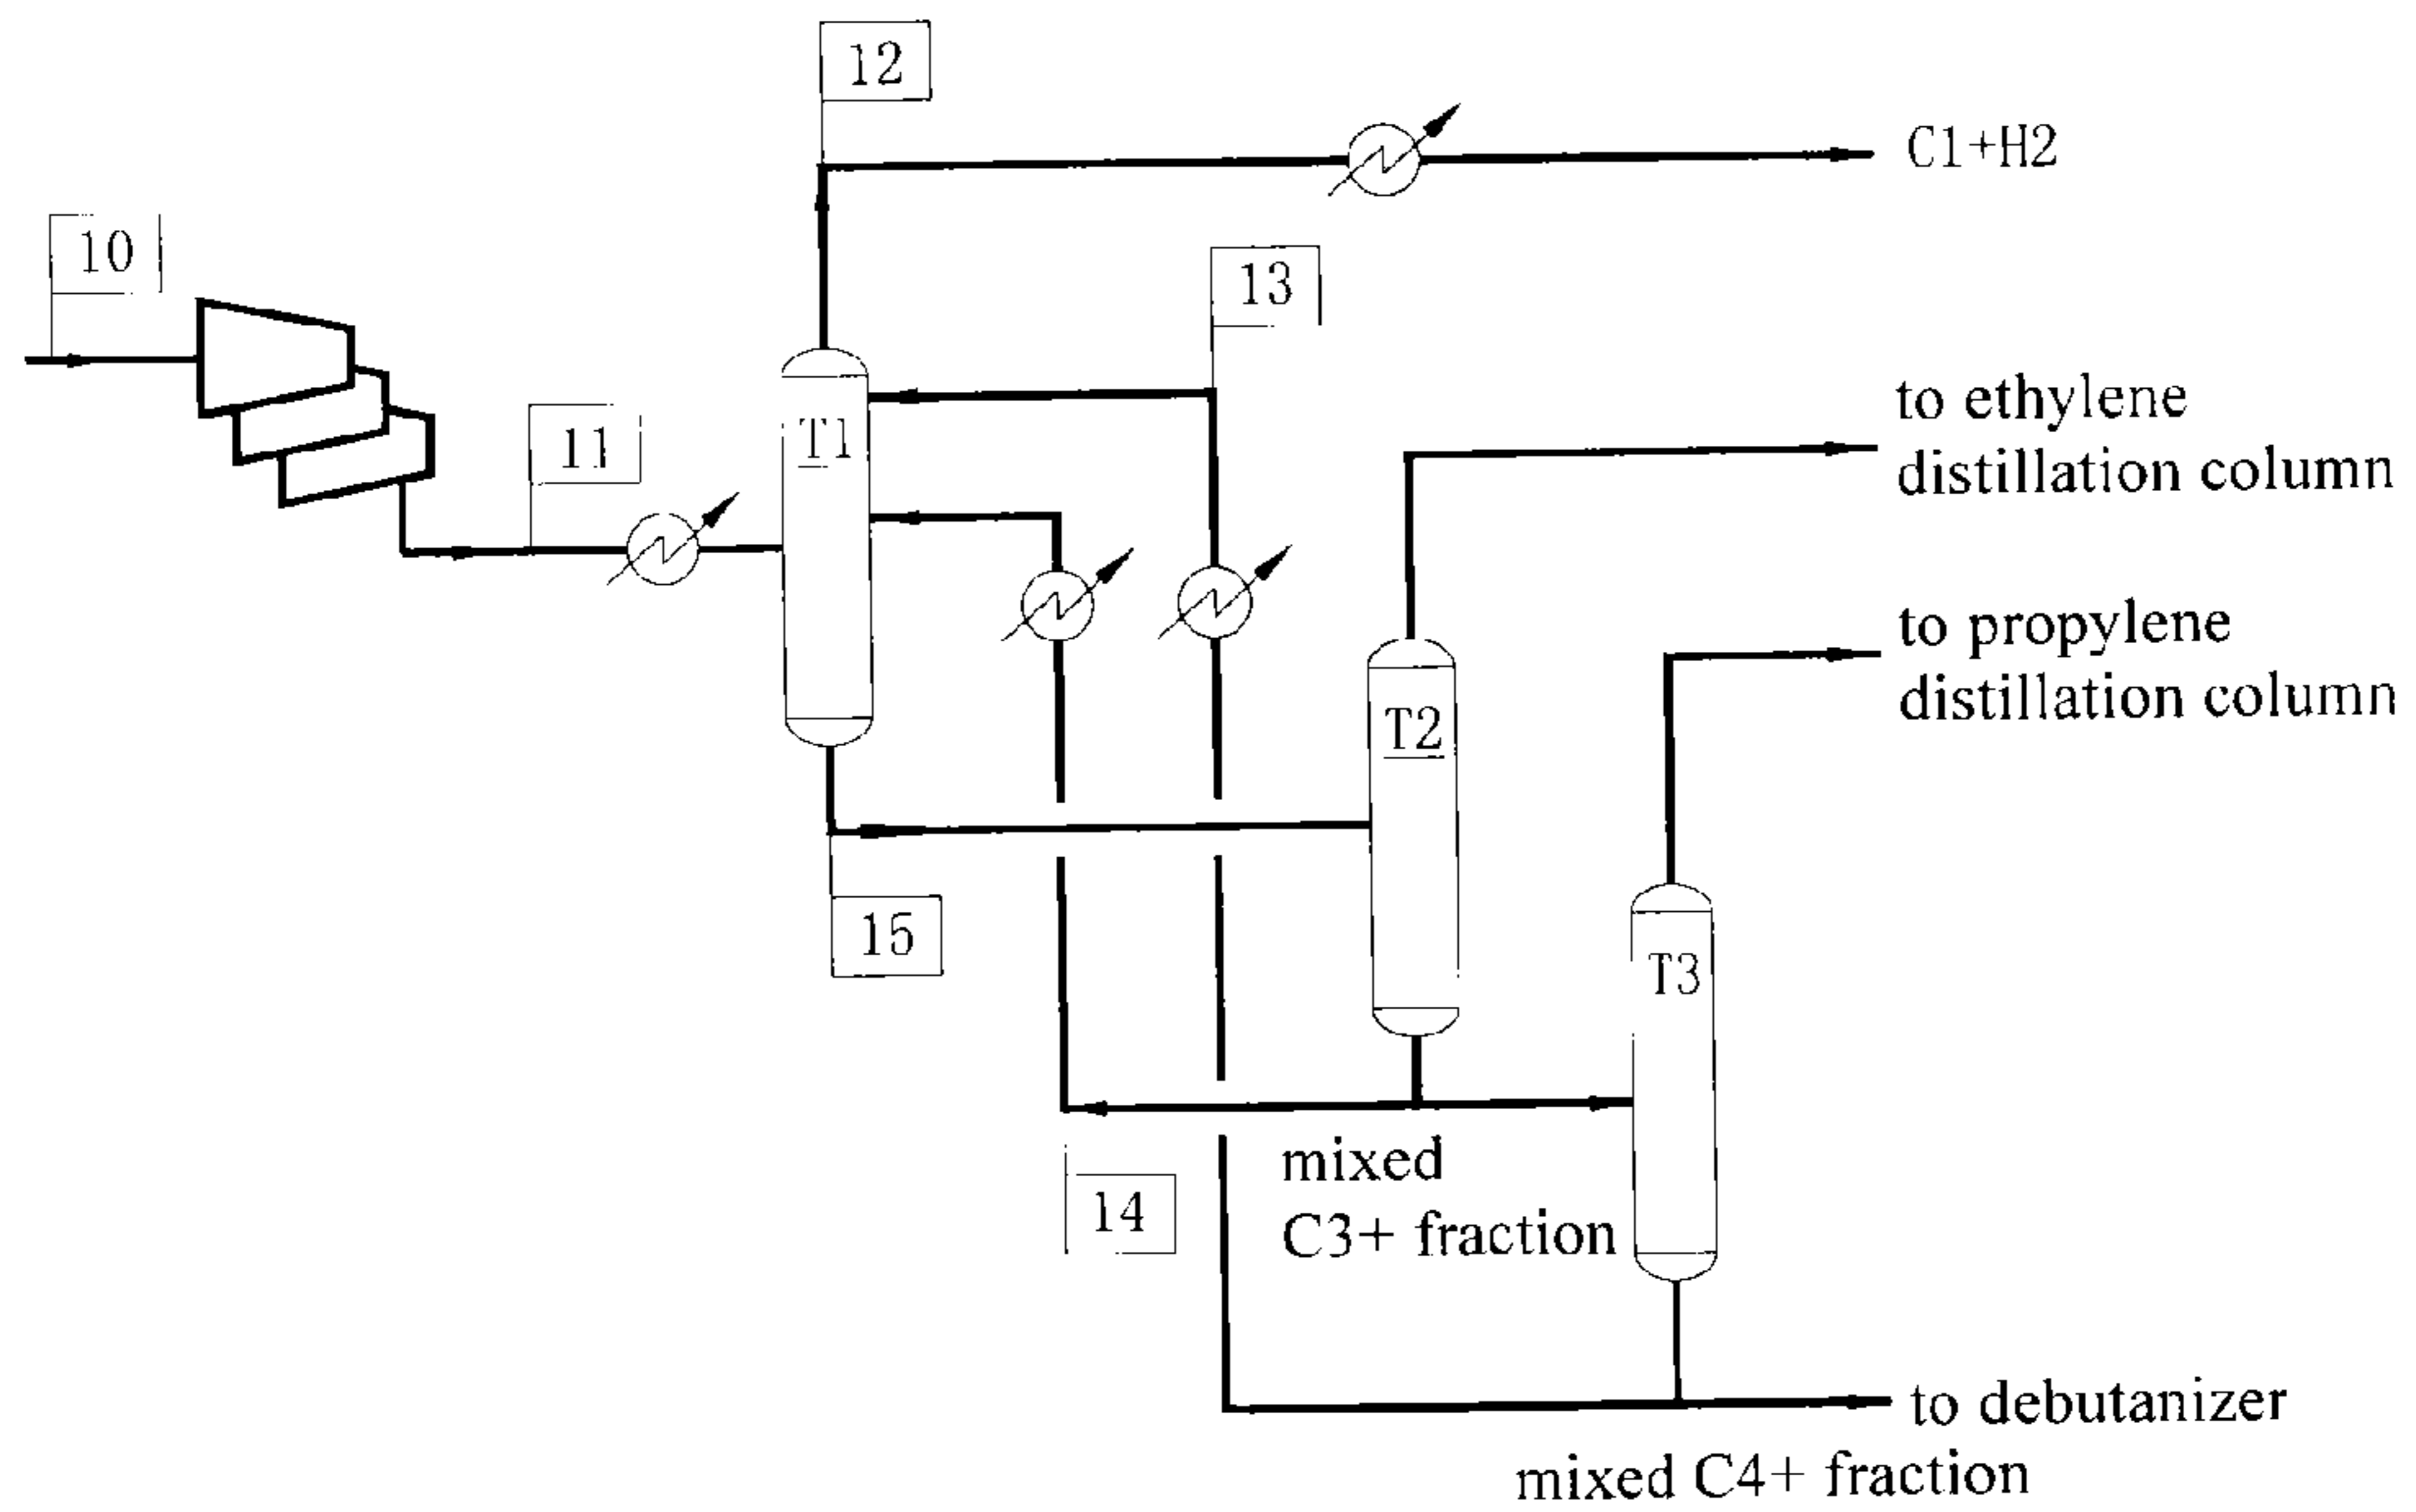 12
C1+H2
10
13
11
T1
to ethylene
distillation column
to propylene
distillation column
T2
15
T3
mixed
C3+ fraction
14
to debutanizer
mixed C4+ fraction